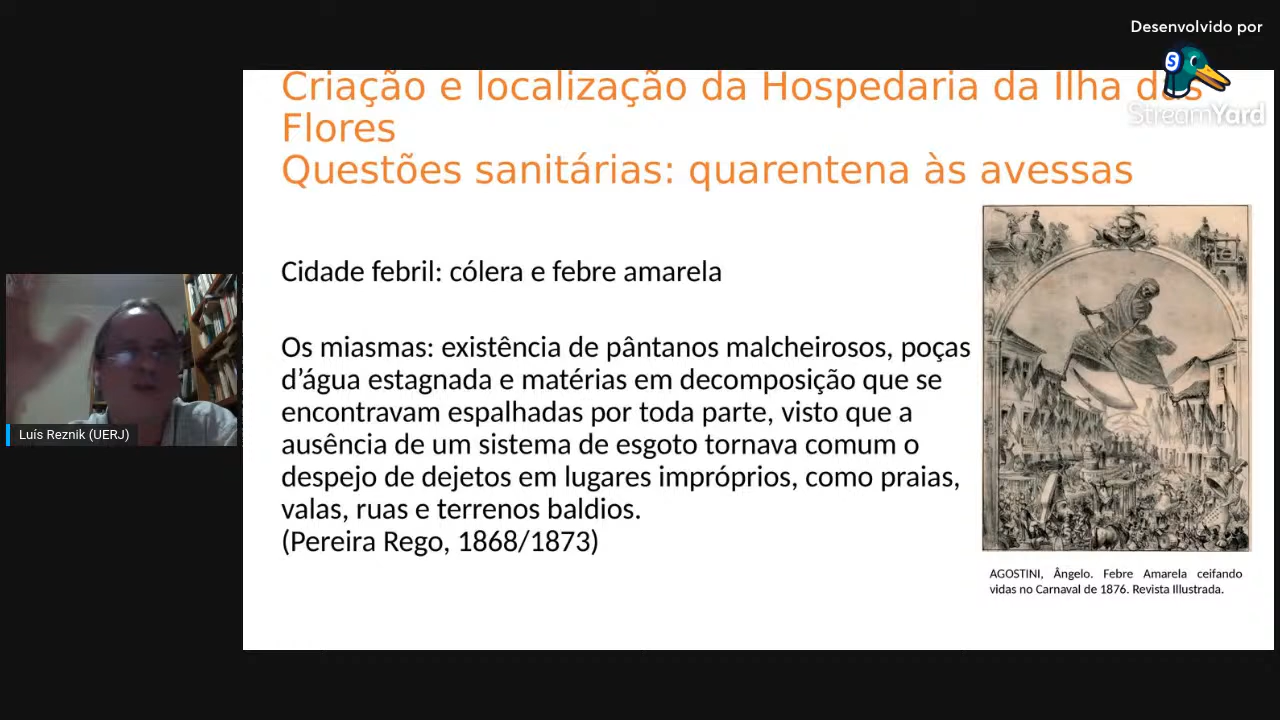 Desenvolvido por
StreamYard
Criação e localização da Hospedaria da Ilha das
Flores
Questões sanitárias: quarentena às avessas
Cidade febril: cólera e febre amarela
Os miasmas: existência de pântanos malcheirosos, poças
d’água estagnada e matérias em decomposição que se
encontravam espalhadas por toda parte, visto que a
ausência de um sistema de esgoto tornava comum o
despejo de dejetos em lugares impróprios, como praias,
valas, ruas e terrenos baldios.
(Pereira Rego, 1868/1873)
AGOSTINI, Ângelo. Febre Amarela ceifando
vidas no Carnaval de 1876. Revista Illustrada.
Luís Reznik (UERJ)